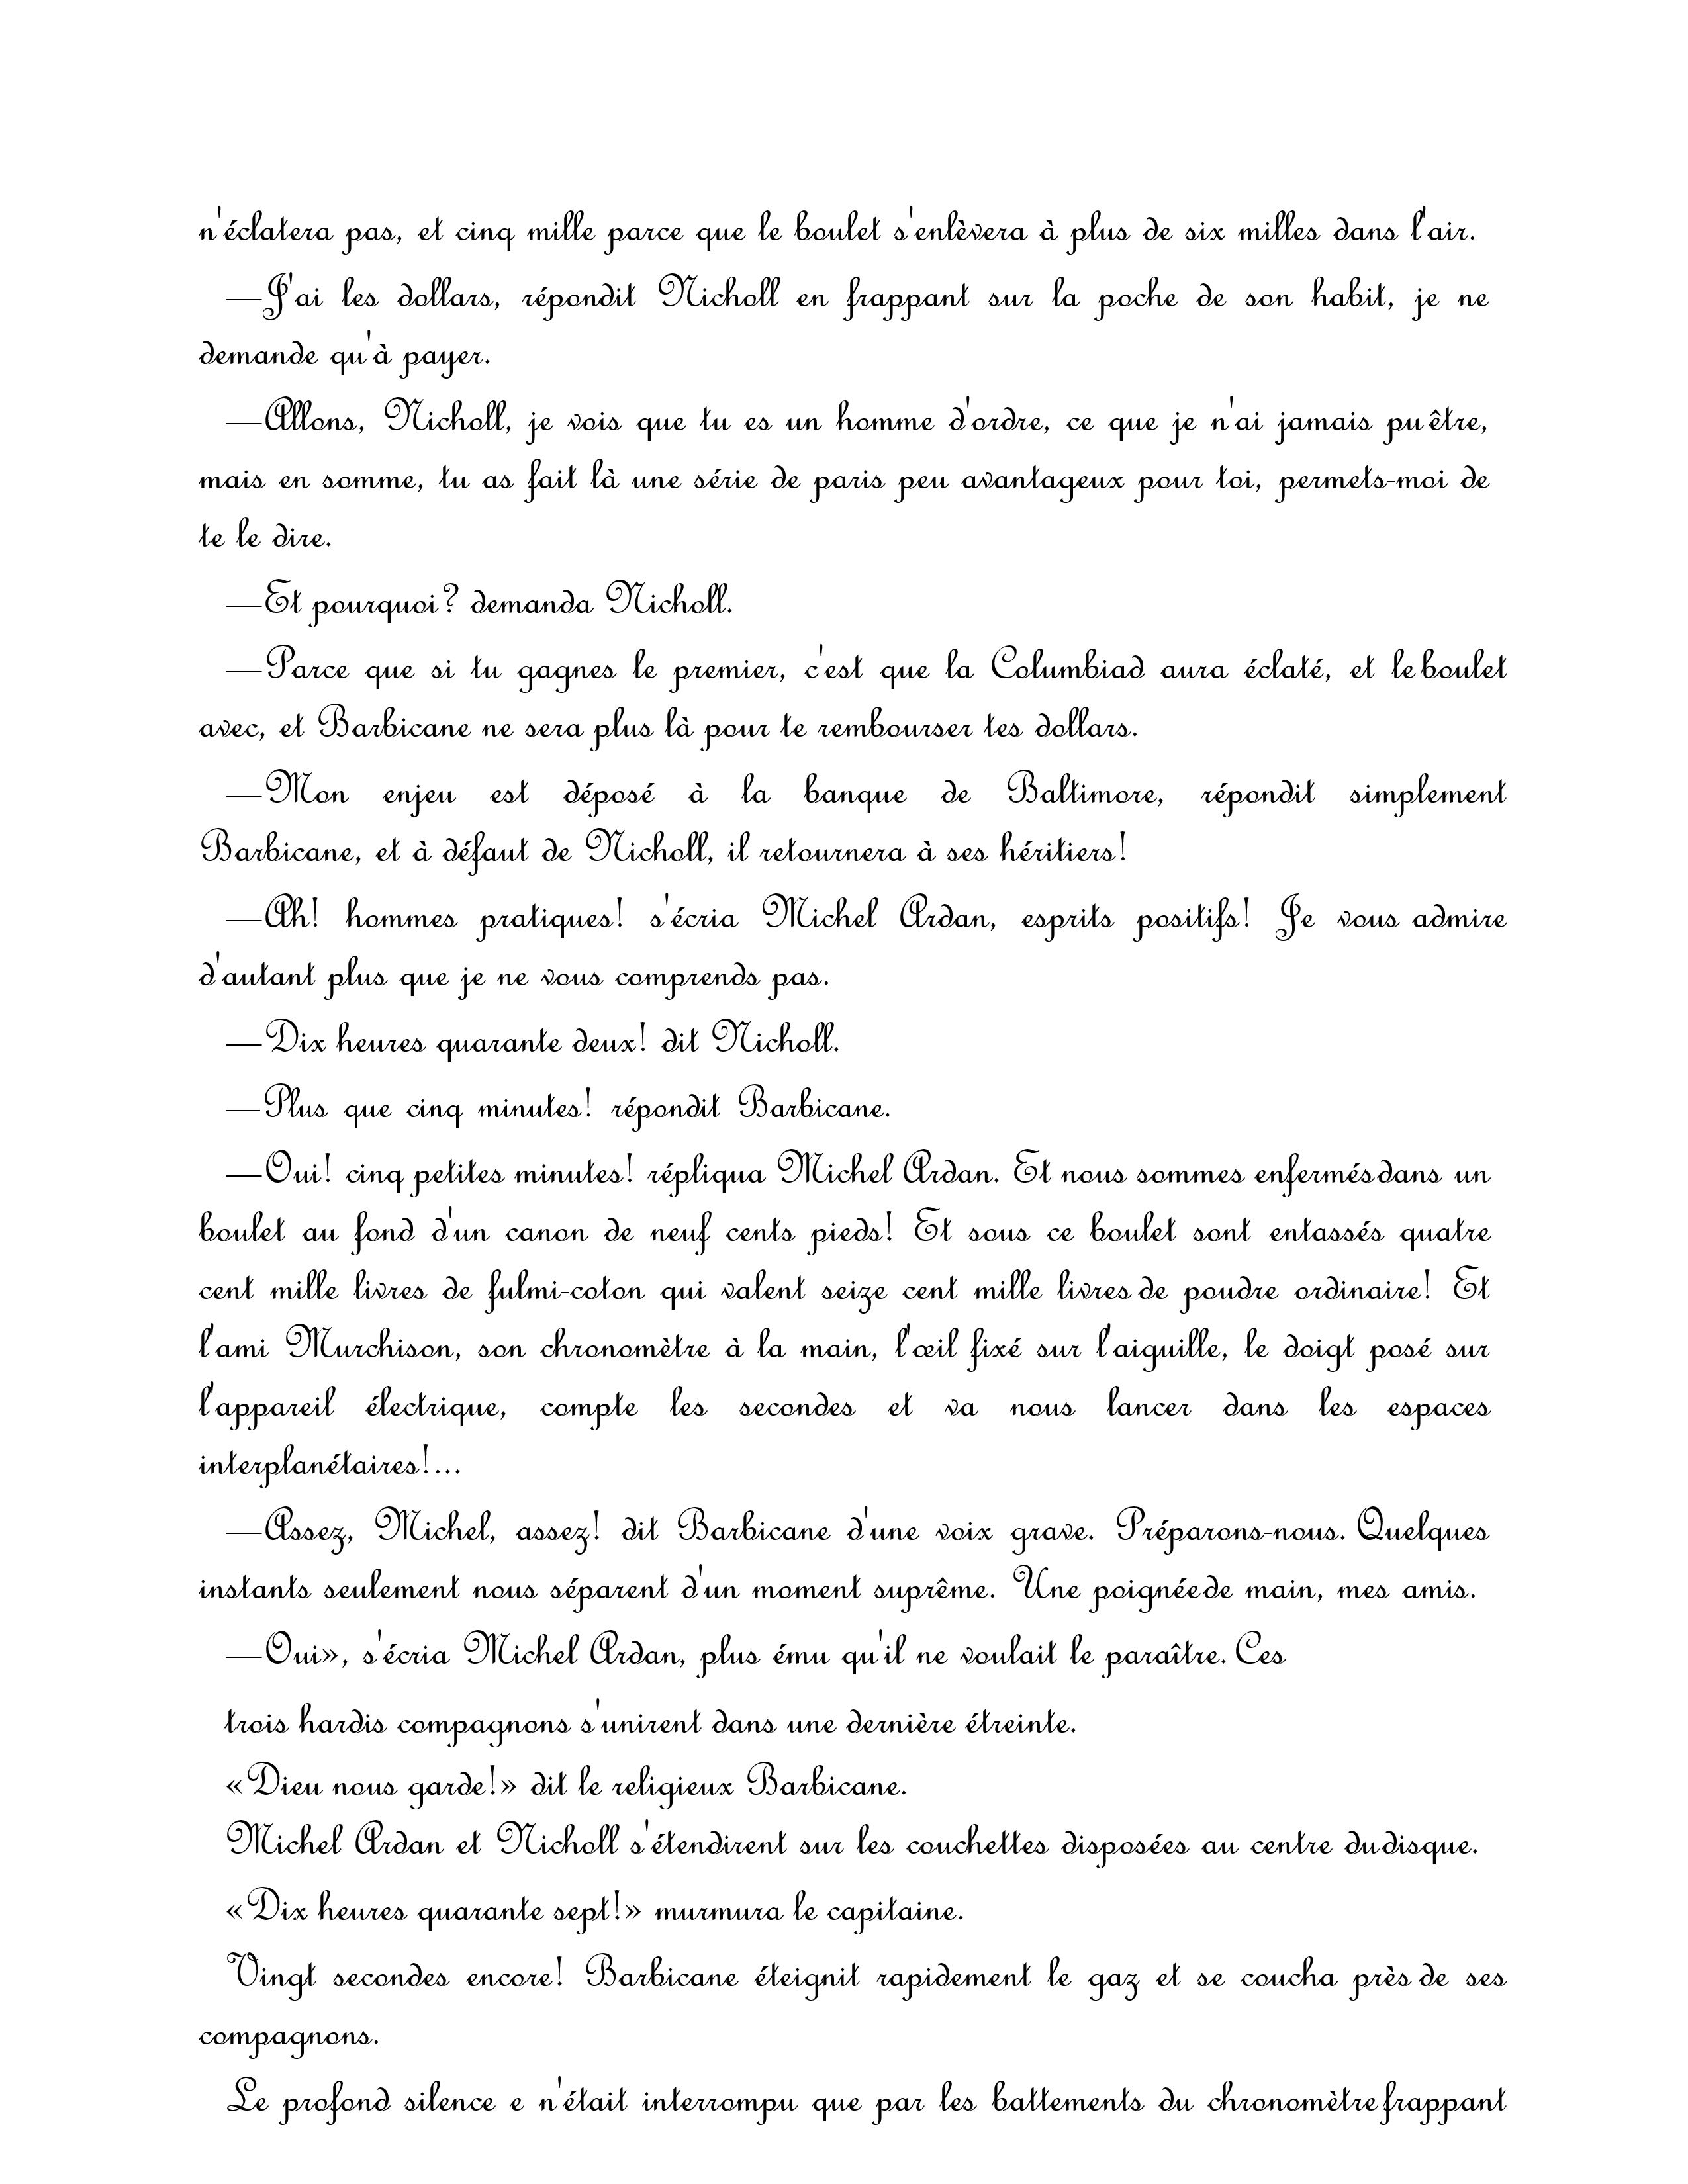 n'éclatera pas, et cinq mille parce que le boulet s'enlèvera à plus de six milles dans l'air.
—J'ai les dollars, répondit Nicholl en frappant sur la poche de son habit, je ne
demande qu'à payer.
—Allons, Nicholl, je vois que tu es un homme d'ordre, ce que je n'ai jamais pu être,
mais en somme, tu as fait là une série de paris peu avantageux pour toi, permets-moi de
te le dire.
—Et pourquoi? demanda Nicholl.
—Parce que si tu gagnes le premier, c'est que la Columbiad aura éclaté, et le boulet
avec, et Barbicane ne sera plus là pour te rembourser tes dollars.
—Mon enjeu est déposé à la banque de Baltimore, répondit simplement
Barbicane, et à défaut de Nicholl, il retournera à ses héritiers!
—Ah! hommes pratiques! s'écria Michel Ardan, esprits positifs! Je vous admire
d'autant plus que je ne vous comprends pas.
—Dix heures quarante deux! dit Nicholl.
—Plus que cinq minutes! répondit Barbicane.
—Oui! cinq petites minutes! répliqua Michel Ardan. Et nous sommes enfermés dans un
boulet au fond d'un canon de neuf cents pieds! Et sous ce boulet sont entassés quatre
cent mille livres de fulmi-coton qui valent seize cent mille livres de poudre ordinaire! Et
l'ami Murchison, son chronomètre à la main, l'œil fixé sur l'aiguille, le doigt posé sur
l'appareil électrique, compte les secondes et va nous lancer dans les espaces
interplanétaires!...
—Assez, Michel, assez! dit Barbicane d'une voix grave. Préparons-nous. Quelques
instants seulement nous séparent d'un moment suprême. Une poignée de main, mes amis.
—Oui», s'écria Michel Ardan, plus ému qu'il ne voulait le paraître. Ces
trois hardis compagnons s'unirent dans une dernière étreinte.
«Dieu nous garde!» dit le religieux Barbicane.
Michel Ardan et Nicholl s'étendirent sur les couchettes disposées au centre du disque.
«Dix heures quarante sept!» murmura le capitaine.
Vingt secondes encore! Barbicane éteignit rapidement le gaz et se coucha près de ses
compagnons.
Le profond silence e n'était interrompu que par les battements du chronomètre frappant